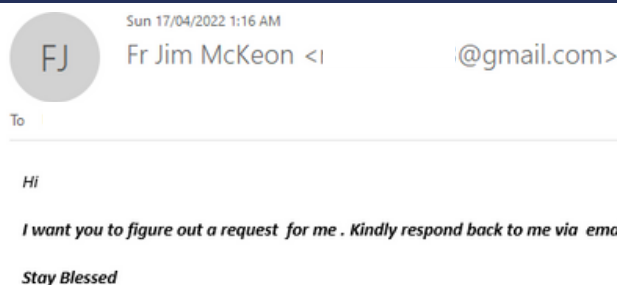 Sun 17/04/2022 1:16 AM
FJ
Fr Jim McKeon < @gmail.com>
To
Hi
I want you to figure out a request for me . Kindly respond back to me via
Stay Blessed